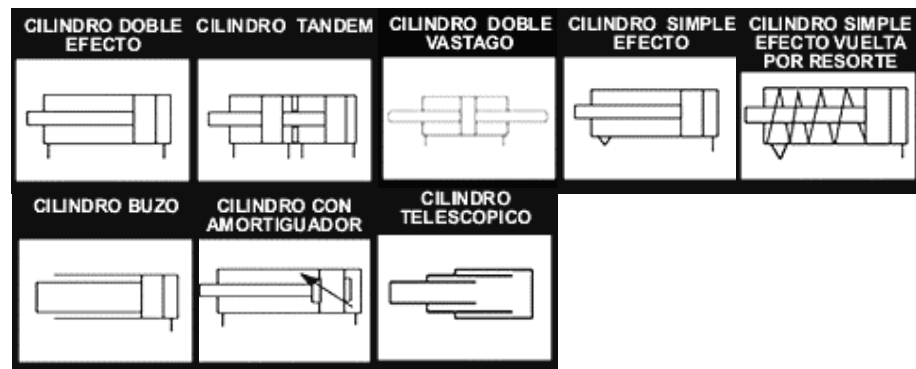 CILINDRO DOBLE
EFECTO
CILINDRO TANDEM
CILINDRO DOBLE
VASTAGO
CILINDRO SIMPLE
EFECTO
CILINDRO SIMPLE
EFECTO VUELTA
POR RESORTE
CILINDRO BUZO
CILINDRO CON
AMORTIGUADOR
CILINDRO
TELESCOPICO